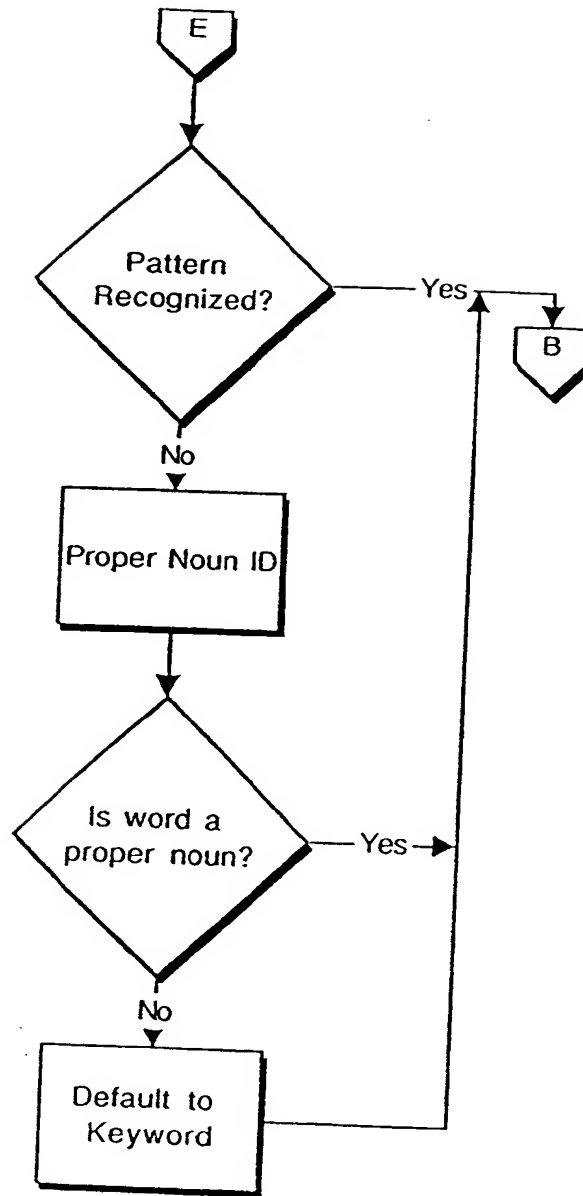 E
Pattern
Recognized?
Yes
B
No
Proper Noun ID
Is word a
proper noun?
Yes
No
Default to
Keyword